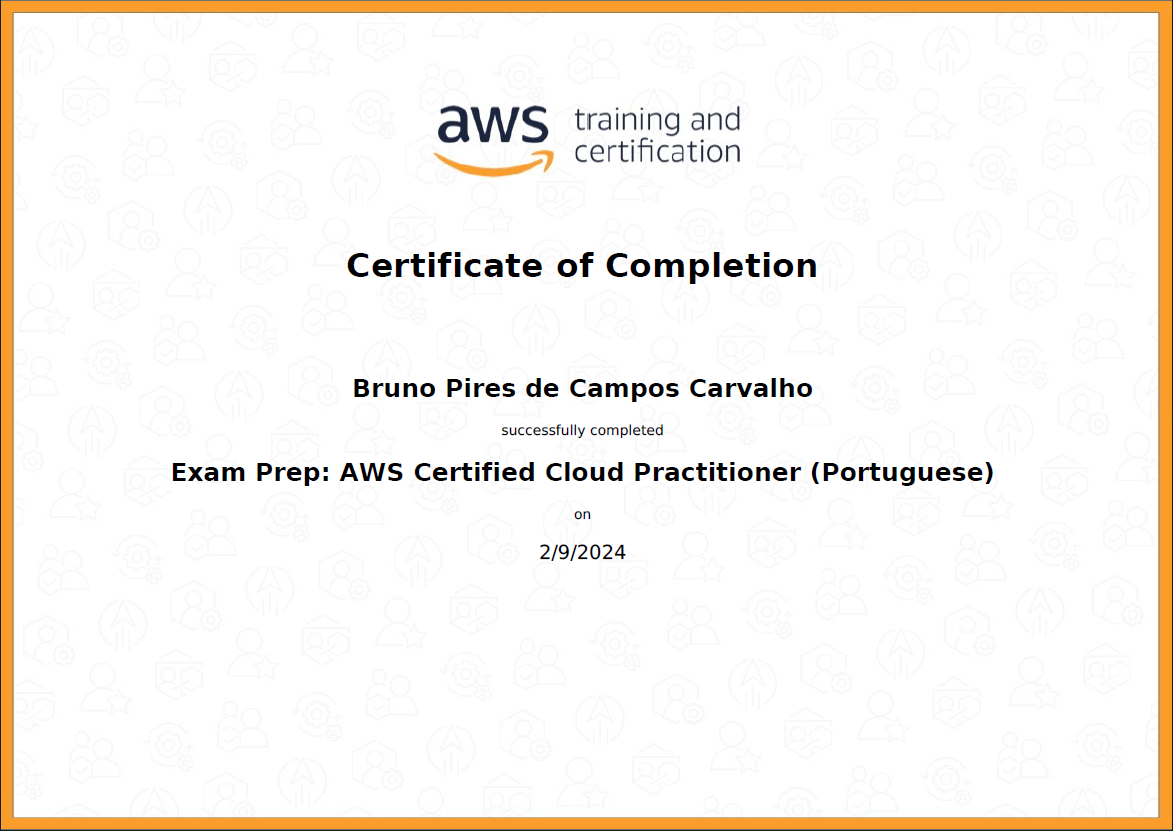 aws training and
certification
Certificate of Completion
Bruno Pires de Campos Carvalho
successfully completed
Exam Prep: AWS Certified Cloud Practitioner (Portuguese)
on
2/9/2024